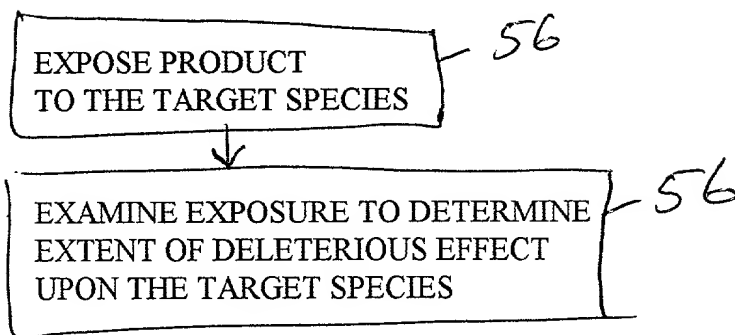 EXPOSE PRODUCT
TO THE TARGET SPECIES
56
EXAMINE EXPOSURE TO DETERMINE
EXTENT OF DELETERIOUS EFFECT
UPON THE TARGET SPECIES
56